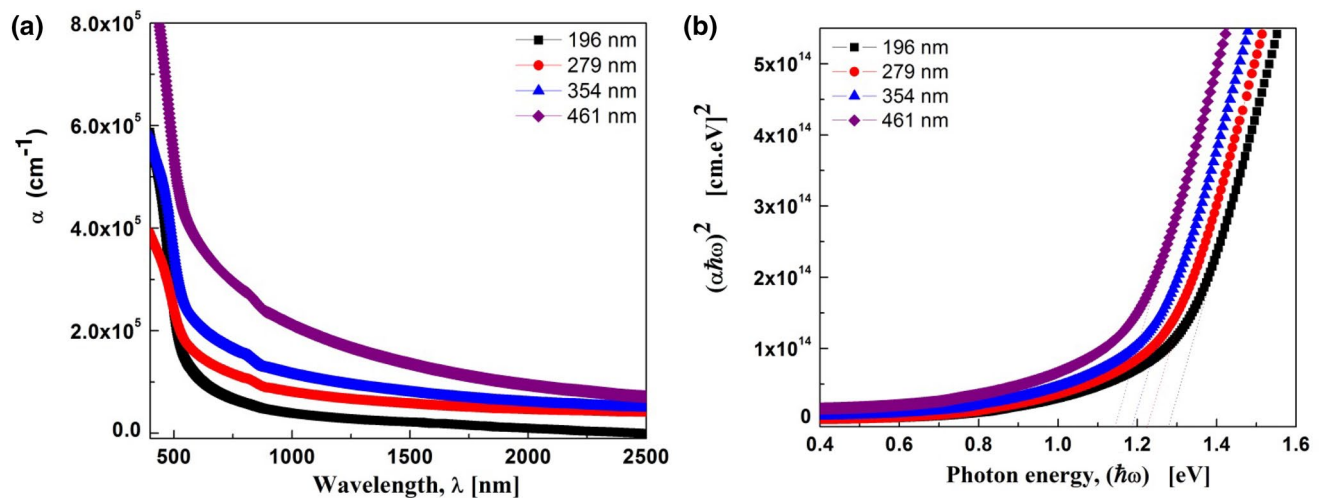 (a)
8.0x10^5
6.0x10^5
4.0x10^5
2.0x10^5
0.0
α (cm^-1)
196 nm
279 nm
354 nm
461 nm
500
1000
1500
2000
2500
Wavelength, λ [nm]
(b)
5x10^14
4x10^14
3x10^14
2x10^14
1x10^14
0
(αℏω)^2 [cm.eV]^2
196 nm
279 nm
354 nm
461 nm
0.4
0.6
0.8
1.0
1.2
1.4
1.6
Photon energy, (ℏω) [eV]